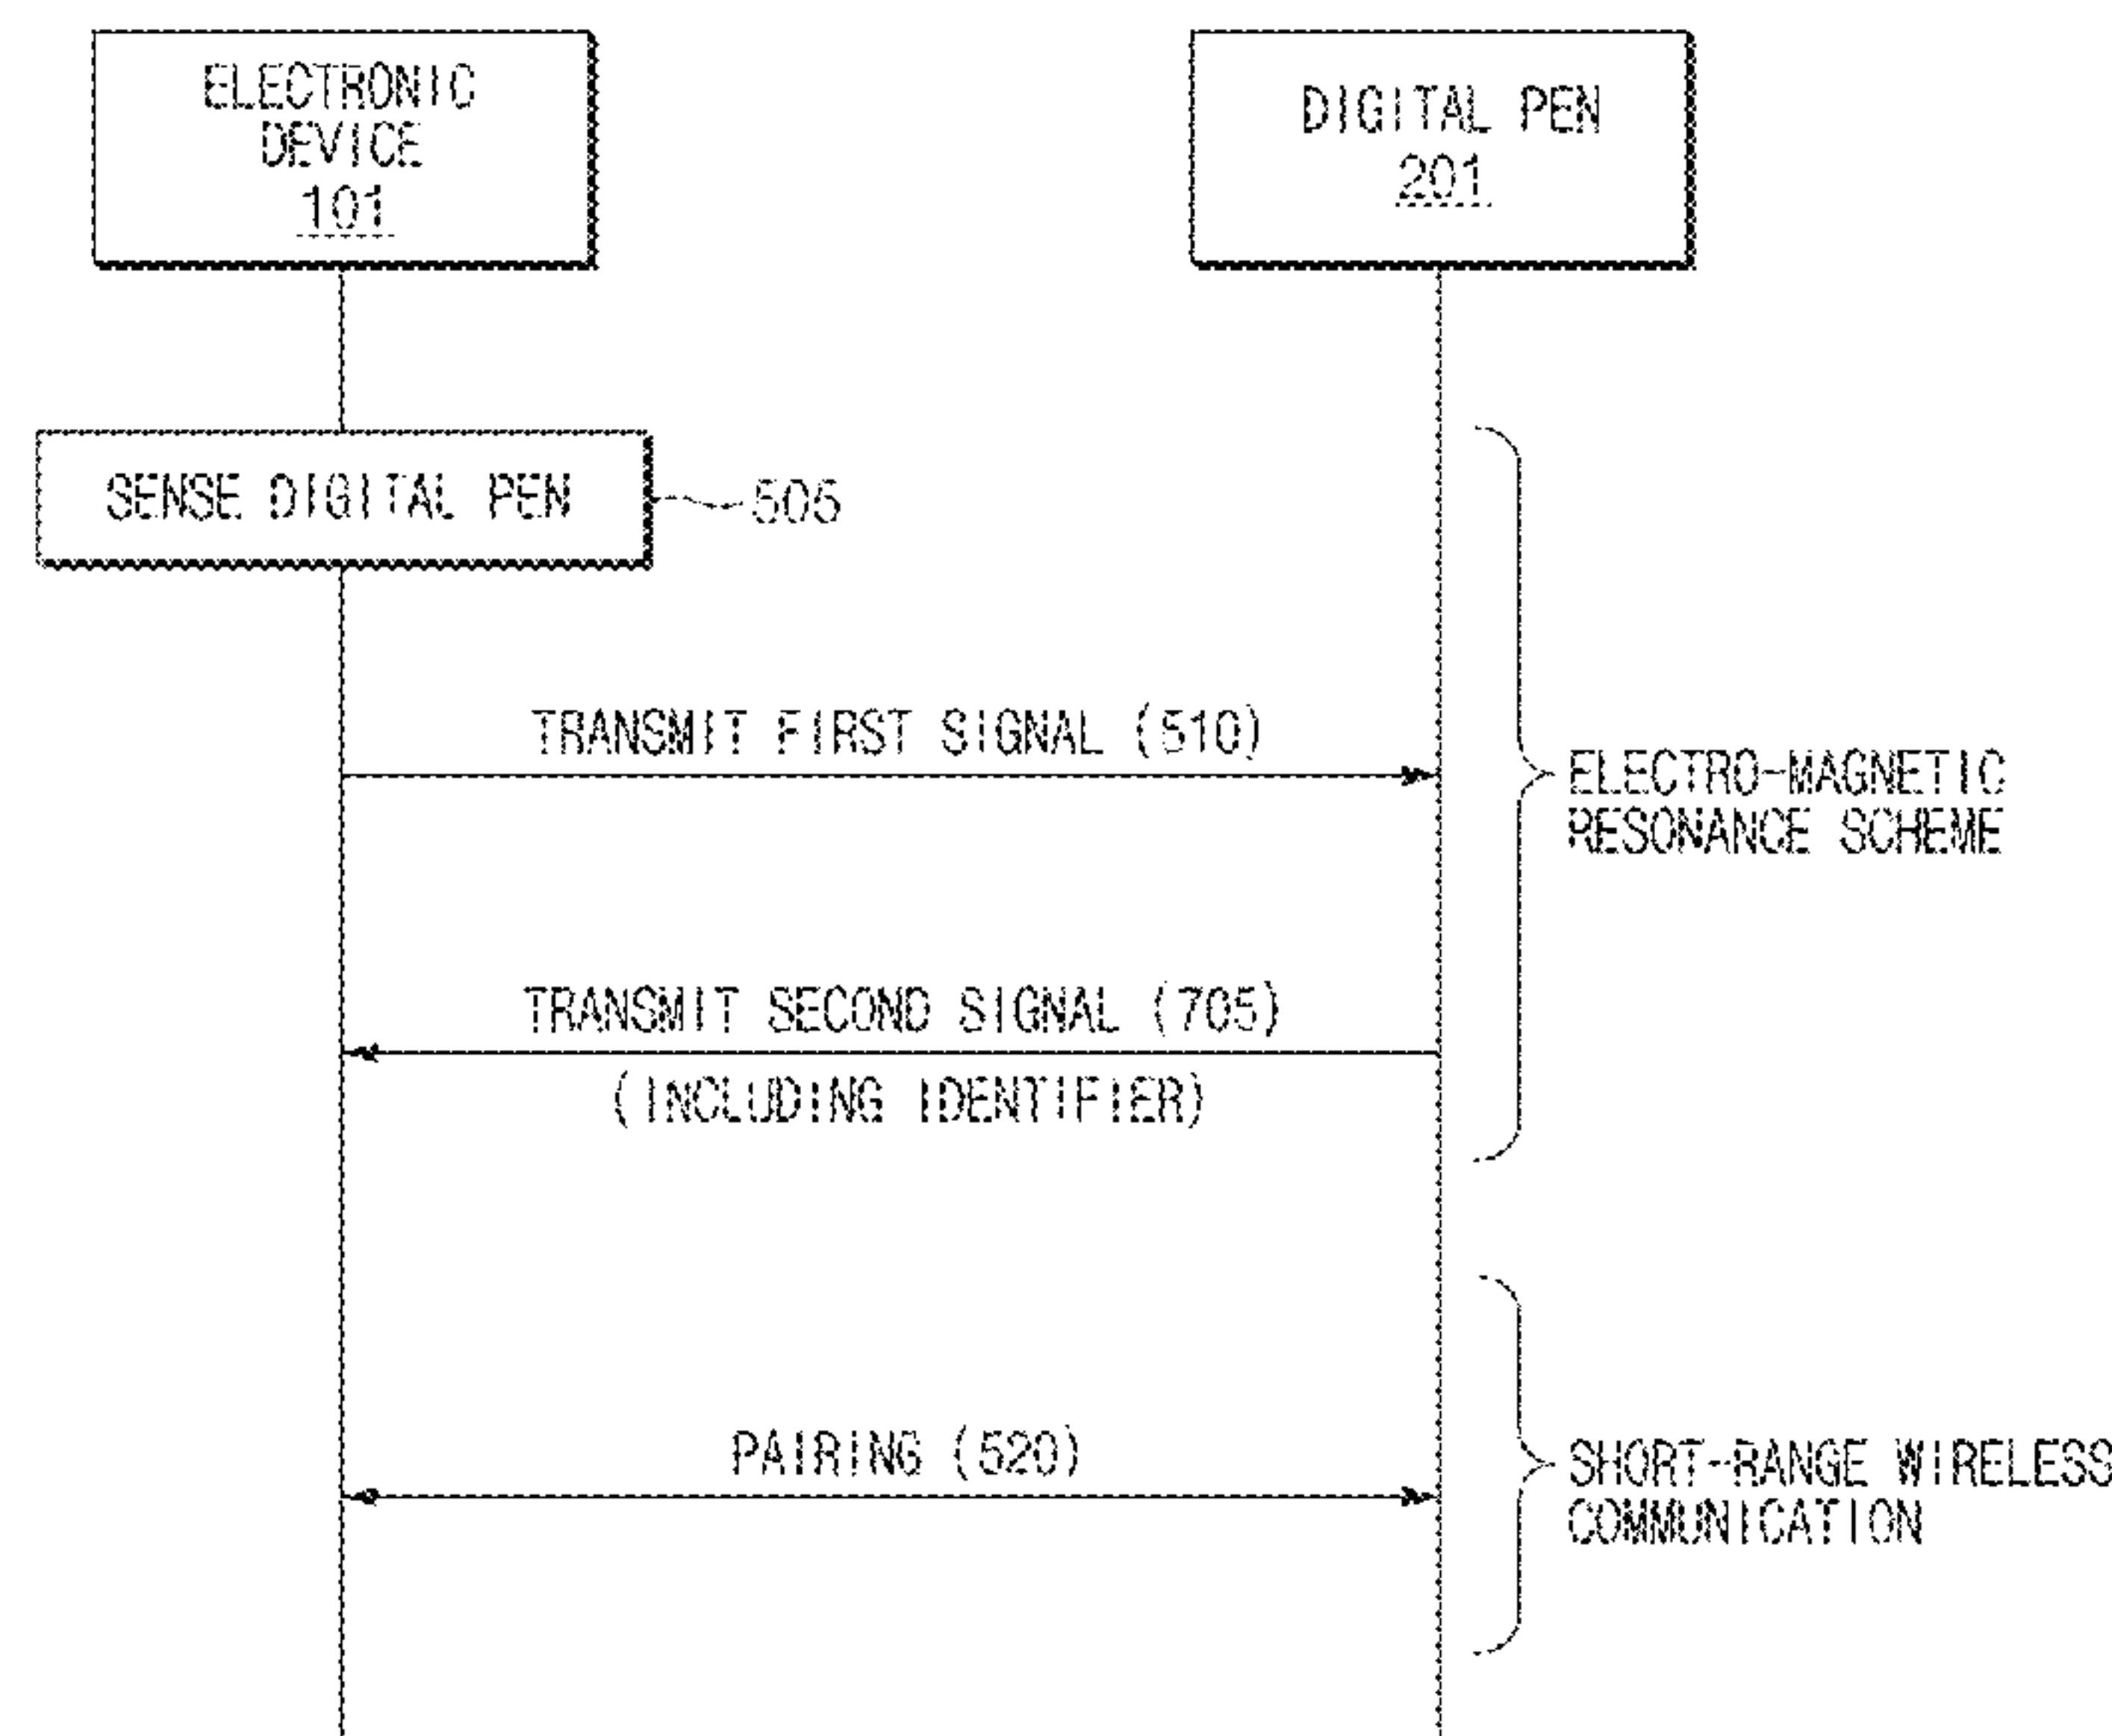 ELECTRONIC
DEVICE
101
DIGITAL PEN
201
SENSE DIGITAL PEN
505
TRANSMIT FIRST SIGNAL (510)
ELECTRO-MAGNETIC
RESONANCE SCHEME
TRANSMIT SECOND SIGNAL (705)
(INCLUDING IDENTIFIER)
PAIRING (520)
SHORT-RANGE WIRELESS
COMMUNICATION